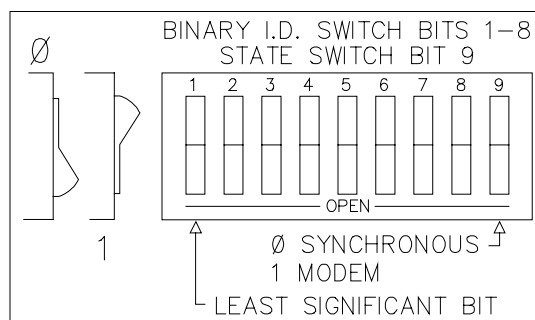 BINARY I.D. SWITCH BITS 1-8
STATE SWITCH BIT 9
Ø
1 2 3 4 5 6 7 8 9
OPEN
1
Ø SYNCHRONOUS
1 MODEM
LEAST SIGNIFICANT BIT